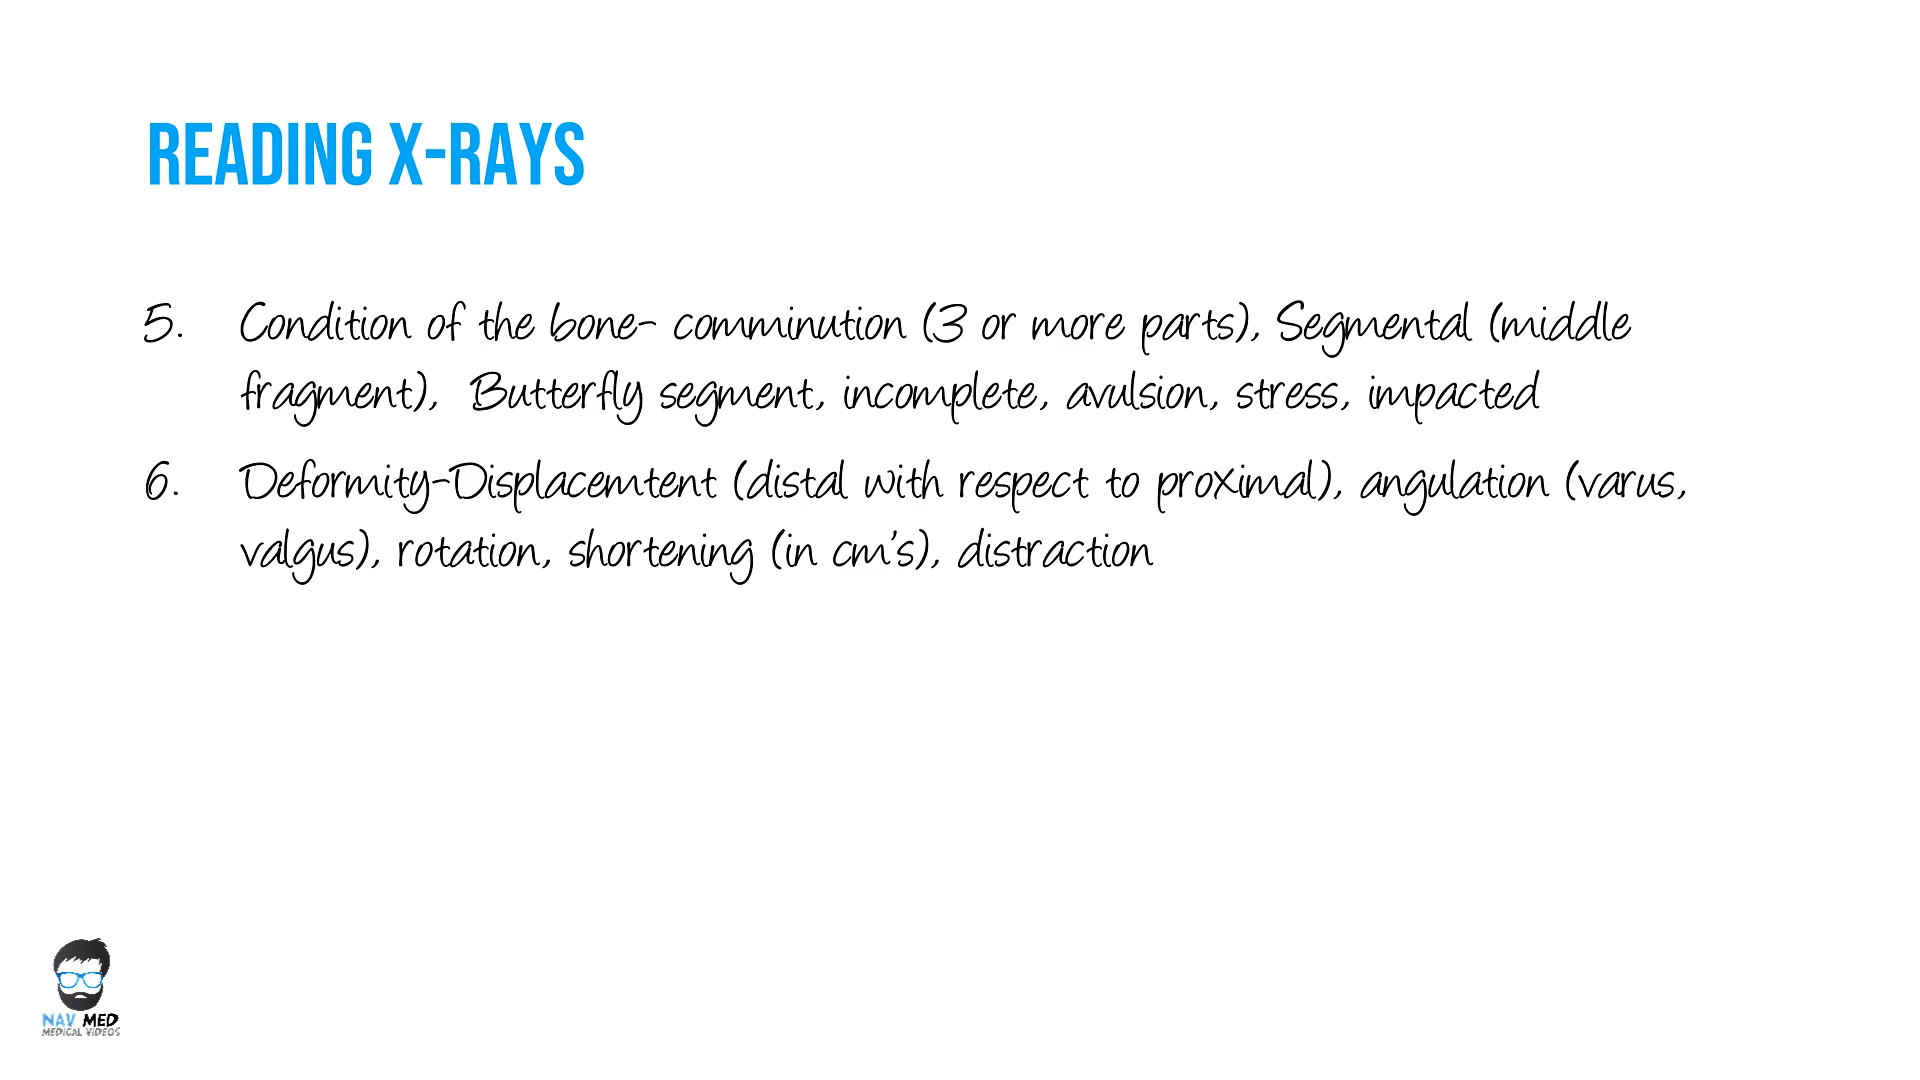 READING X-RAYS
5. Condition of the bone- comminution (3 or more parts), Segmental (middle
fragment), Butterfly segment, incomplete, avulsion, stress, impacted
6. Deformity-Displacemtent (distal with respect to proximal), angulation (varus,
valgus), rotation, shortening (in cm's), distraction
NAV MED
MEDICAL VIDEOS